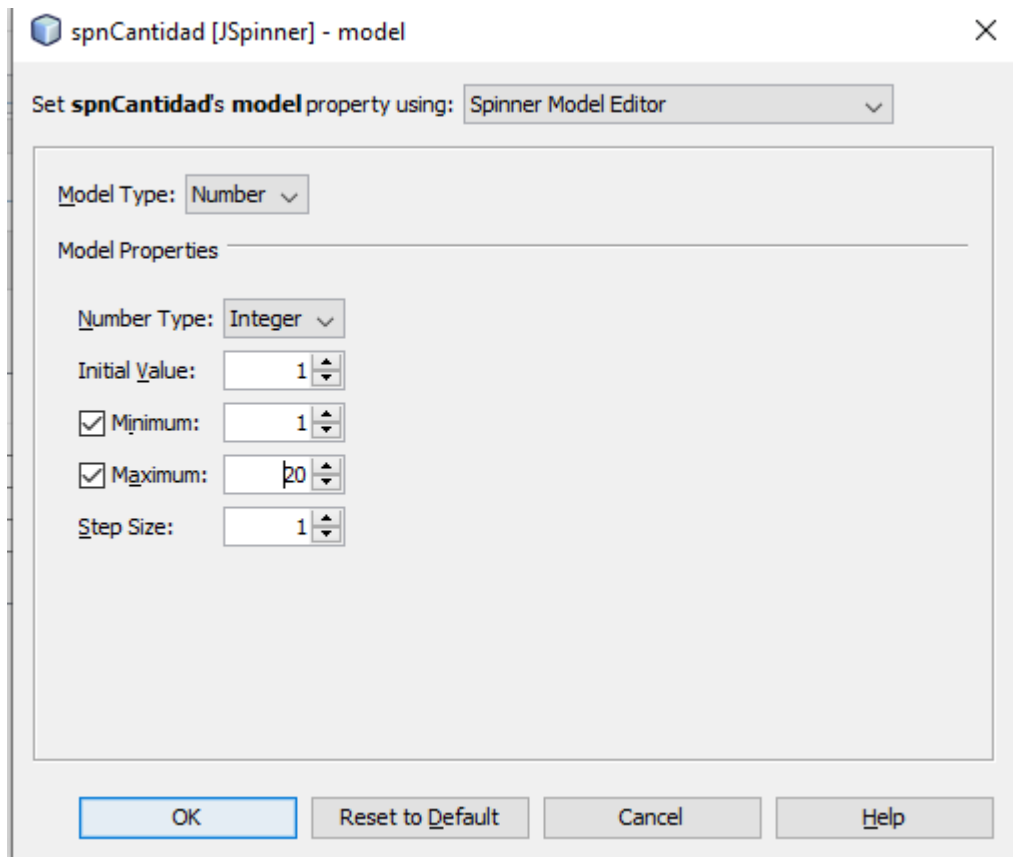 spnCantidad [JSpinner] - model
Set spnCantidad's model property using: Spinner Model Editor
Model Type: Number
Model Properties
Number Type: Integer
Initial Value: 1
Minimum: 1
Maximum: 20
Step Size: 1
OK Reset to Default Cancel Help